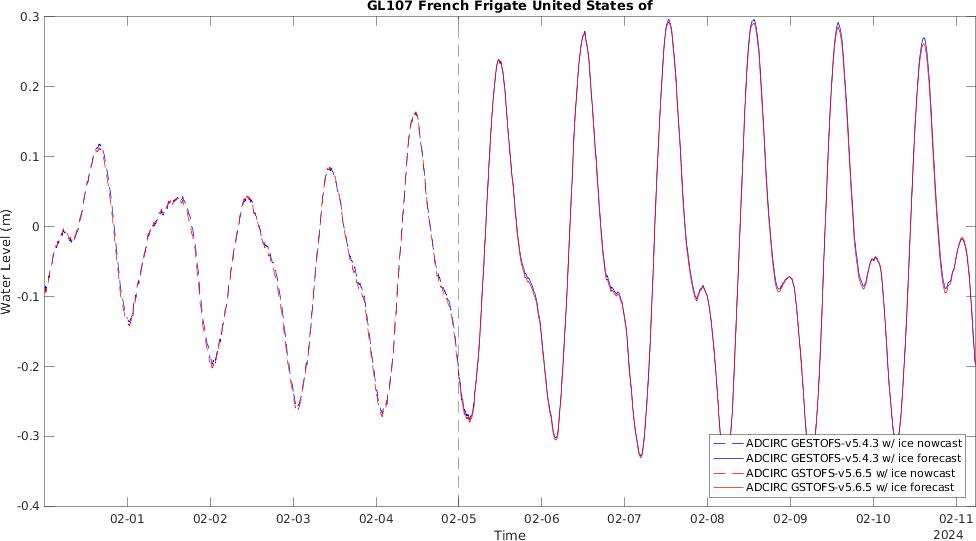 GL107 French Frigate United States of
0.3
0.2
0.1
0
-0.1
-0.2
-0.3
-0.4
Water Level (m)
ADCIRC GESTOFS-v5.4.3 w/ ice nowcast
ADCIRC GESTOFS-v5.4.3 w/ ice forecast
ADCIRC GSTOFS-v5.6.5 w/ ice nowcast
ADCIRC GSTOFS-v5.6.5 w/ ice forecast
02-01 02-02 02-03 02-04 02-05 02-06 02-07 02-08 02-09 02-10 02-11
2024
Time